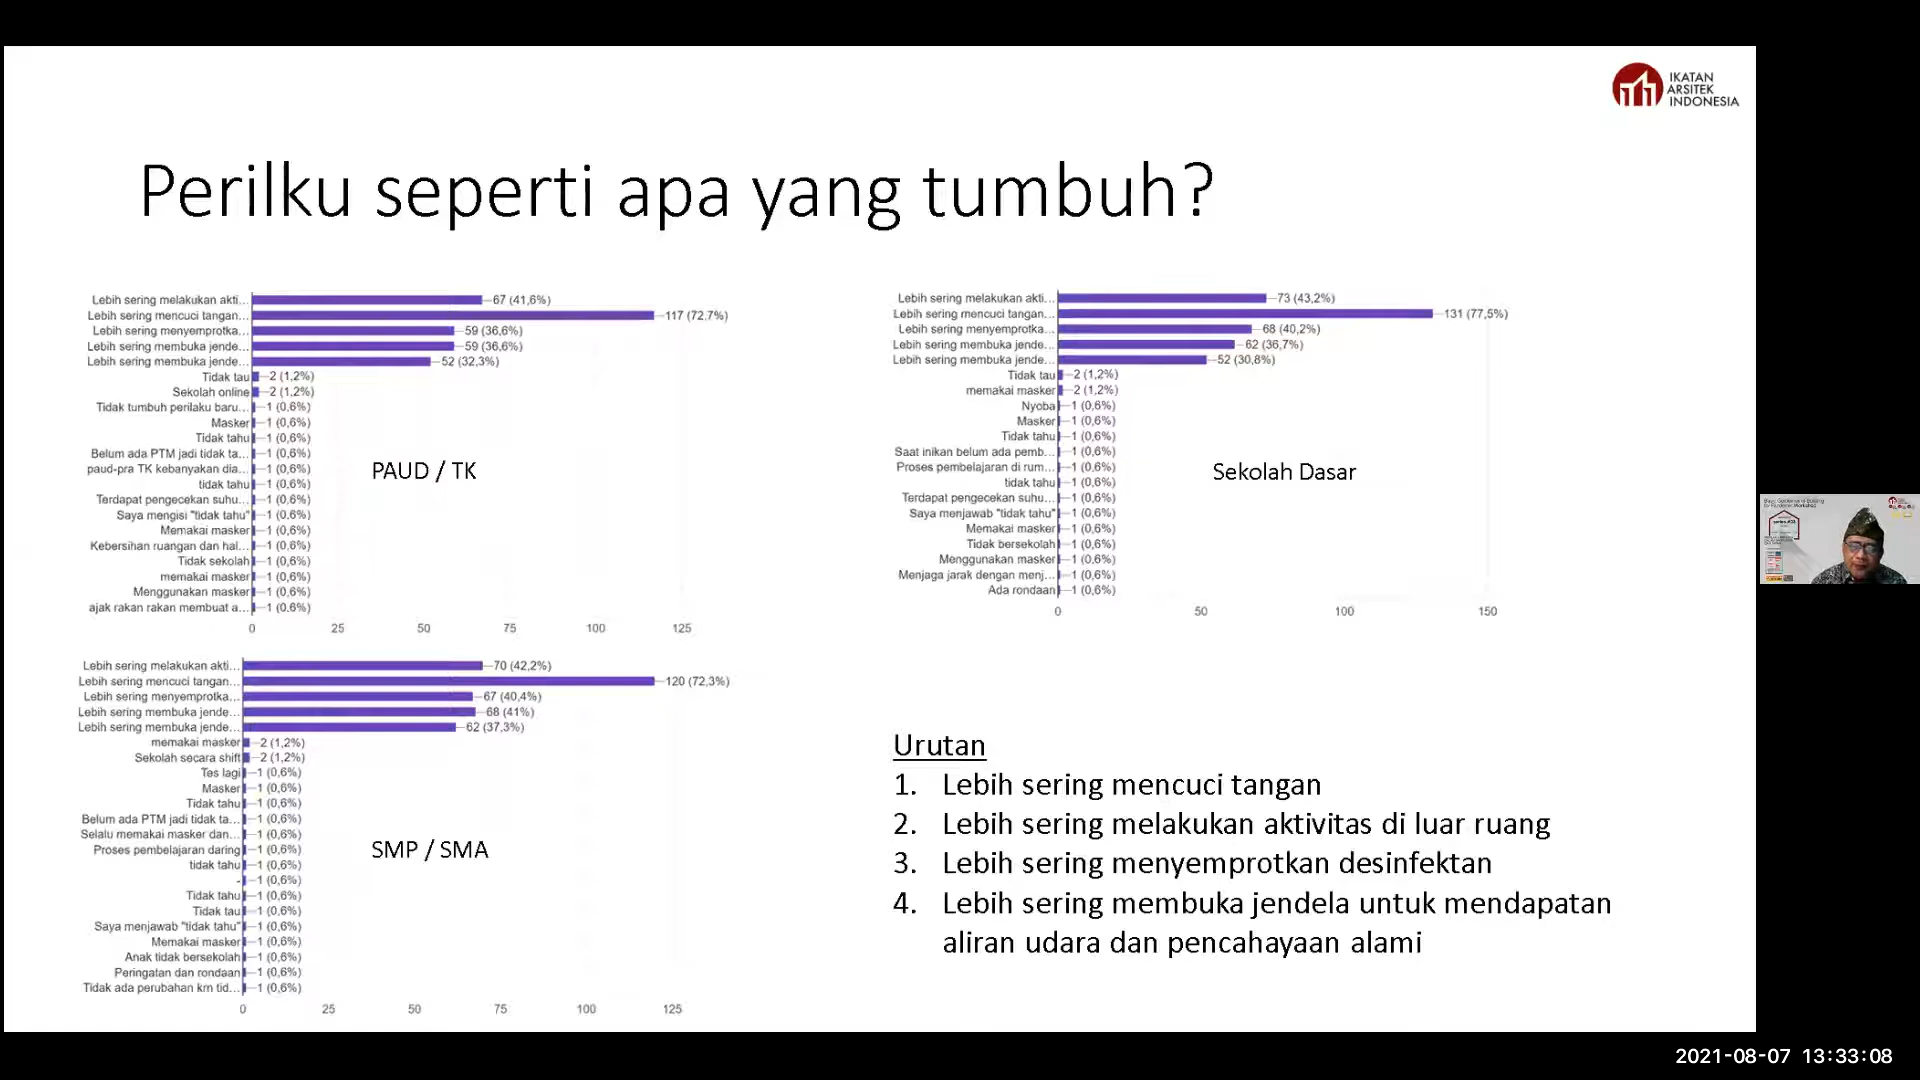 IKATAN
ARSITEK
INDONESIA
Perilku seperti apa yang tumbuh?
Lebih sering melakukan akti... 67 (41,6%)
Lebih sering mencuci tangan... 117 (72.7%)
Lebih sering menyemprotka... 59 (36,6%)
Lebih sering membuka jende... 59 (36,6%)
Lebih sering membuka jende... 52 (32,3%)
Tidak tau 2 (1,2%)
Sekolah online 2 (1,2%)
Tidak tumbuh perilaku baru... 1 (0,6%)
Masker 1 (0,6%)
Tidak tahu 1 (0,6%)
Belum ada PTM jadi tidak ta... 1 (0,6%)
paud-pra TK kebanyakan dia... 1 (0,6%)
tidak tahu 1 (0,6%)
Terdapat pengecekan suhu... 1 (0,6%)
Saya mengisi "tidak tahu" 1 (0,6%)
Memakai masker 1 (0,6%)
Kebersihan ruangan dan hal... 1 (0,6%)
Tidak sekolah 1 (0,6%)
memakai masker 1 (0,6%)
Menggunakan masker 1 (0,6%)
ajak rakan rakan membuat a... 1 (0,6%)
0 25 50 75 100 125
PAUD / TK
Lebih sering melakukan akti... 73 (43,2%)
Lebih sering mencuci tangan... 131 (77,5%)
Lebih sering menyemprotka... 68 (40,2%)
Lebih sering membuka jende... 62 (36,7%)
Lebih sering membuka jende... 52 (30,8%)
Tidak tau 2 (1,2%)
memakai masker 2 (1,2%)
Nyoba 1 (0,6%)
Masker 1 (0,6%)
Tidak tahu 1 (0,6%)
Saat inikan belum ada pemb... 1 (0,6%)
Proses pembelajaran di rum... 1 (0,6%)
tidak tahu 1 (0,6%)
Terdapat pengecekan suhu... 1 (0,6%)
Saya menjawab "tidak tahu" 1 (0,6%)
Memakai masker 1 (0,6%)
Tidak bersekolah 1 (0,6%)
Menggunakan masker 1 (0,6%)
Menjaga jarak dengan menj... 1 (0,6%)
Ada rondaan 1 (0,6%)
0 50 100 150
Sekolah Dasar
Lebih sering melakukan akti... 70 (42,2%)
Lebih sering mencuci tangan... 120 (72,3%)
Lebih sering menyemprotka... 67 (40,4%)
Lebih sering membuka jende... 68 (41%)
Lebih sering membuka jende... 62 (37,3%)
memakai masker 2 (1,2%)
Sekolah secara shift 2 (1,2%)
Tes lagi 1 (0,6%)
Masker 1 (0,6%)
Tidak tahu 1 (0,6%)
Belum ada PTM jadi tidak ta... 1 (0,6%)
Selalu memakai masker dan... 1 (0,6%)
Proses pembelajaran daring 1 (0,6%)
tidak tahu 1 (0,6%)
- 1 (0,6%)
Tidak tahu 1 (0,6%)
Tidak tau 1 (0,6%)
Saya menjawab "tidak tahu" 1 (0,6%)
Memakai masker 1 (0,6%)
Anak tidak bersekolah 1 (0,6%)
Peringatan dan rondaan 1 (0,6%)
Tidak ada perubahan krn tid... 1 (0,6%)
0 25 50 75 100 125
SMP / SMA
Urutan
1. Lebih sering mencuci tangan
2. Lebih sering melakukan aktivitas di luar ruang
3. Lebih sering menyemprotkan desinfektan
4. Lebih sering membuka jendela untuk mendapatan
aliran udara dan pencahayaan alami
2021-08-07 13:33:08